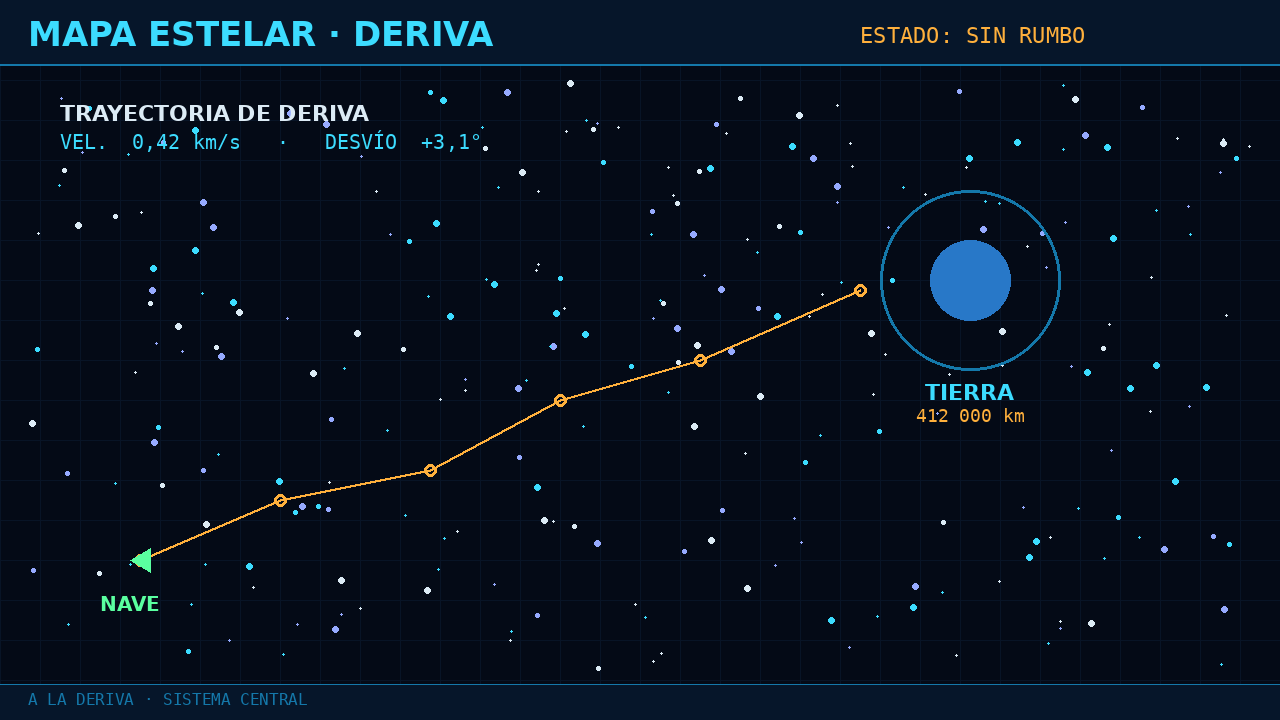 MAPA ESTELAR · DERIVA
ESTADO: SIN RUMBO
TRAYECTORIA DE DERIVA
VEL. 0,42 km/s · DESVÍO +3,1°
TIERRA
412 000 km
NAVE
A LA DERIVA · SISTEMA CENTRAL